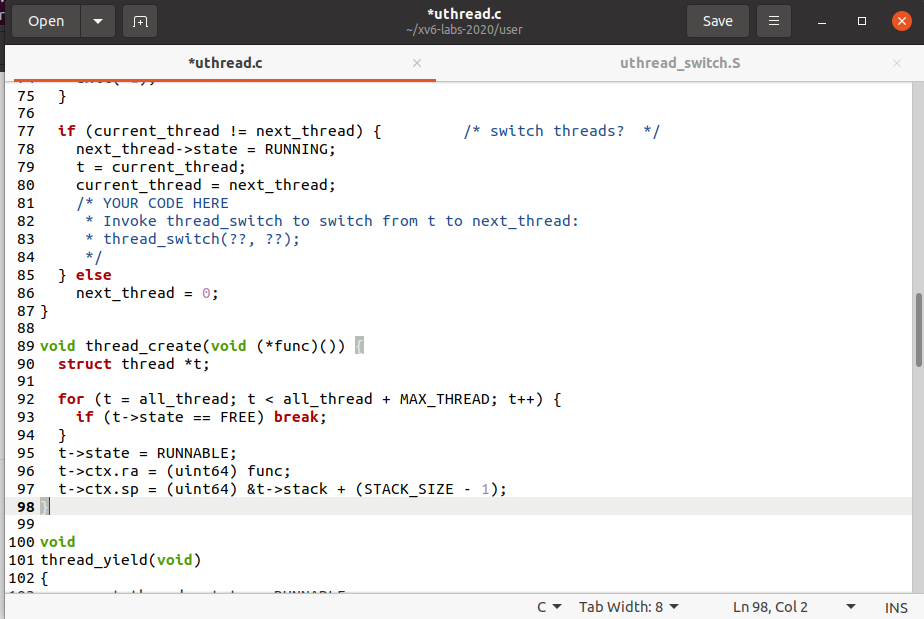 Open
*uthread.c
~/xv6-labs-2020/user
Save
*uthread.c
uthread_switch.S
75   }
76
77   if (current_thread != next_thread) {         /* switch threads?  */
78     next_thread->state = RUNNING;
79     t = current_thread;
80     current_thread = next_thread;
81     /* YOUR CODE HERE
82      * Invoke thread_switch to switch from t to next_thread:
83      * thread_switch(??, ??);
84      */
85   } else
86     next_thread = 0;
87 }
88
89 void thread_create(void (*func)()) {
90   struct thread *t;
91
92   for (t = all_thread; t < all_thread + MAX_THREAD; t++) {
93     if (t->state == FREE) break;
94   }
95   t->state = RUNNABLE;
96   t->ctx.ra = (uint64) func;
97   t->ctx.sp = (uint64) &t->stack + (STACK_SIZE - 1);
98 }
99
100 void
101 thread_yield(void)
102 {
C Tab Width: 8 Ln 98, Col 2 INS